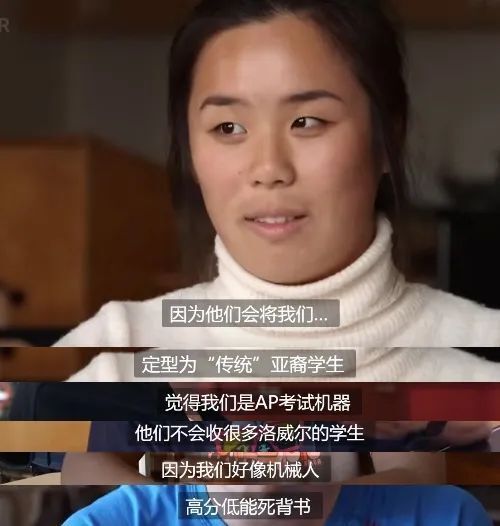 R
因为他们会将我们...
定型为“传统”亚裔学生
觉得我们是AP考试机器
他们不会收很多洛威尔的学生
因为我们好像机械人
高分低能死背书